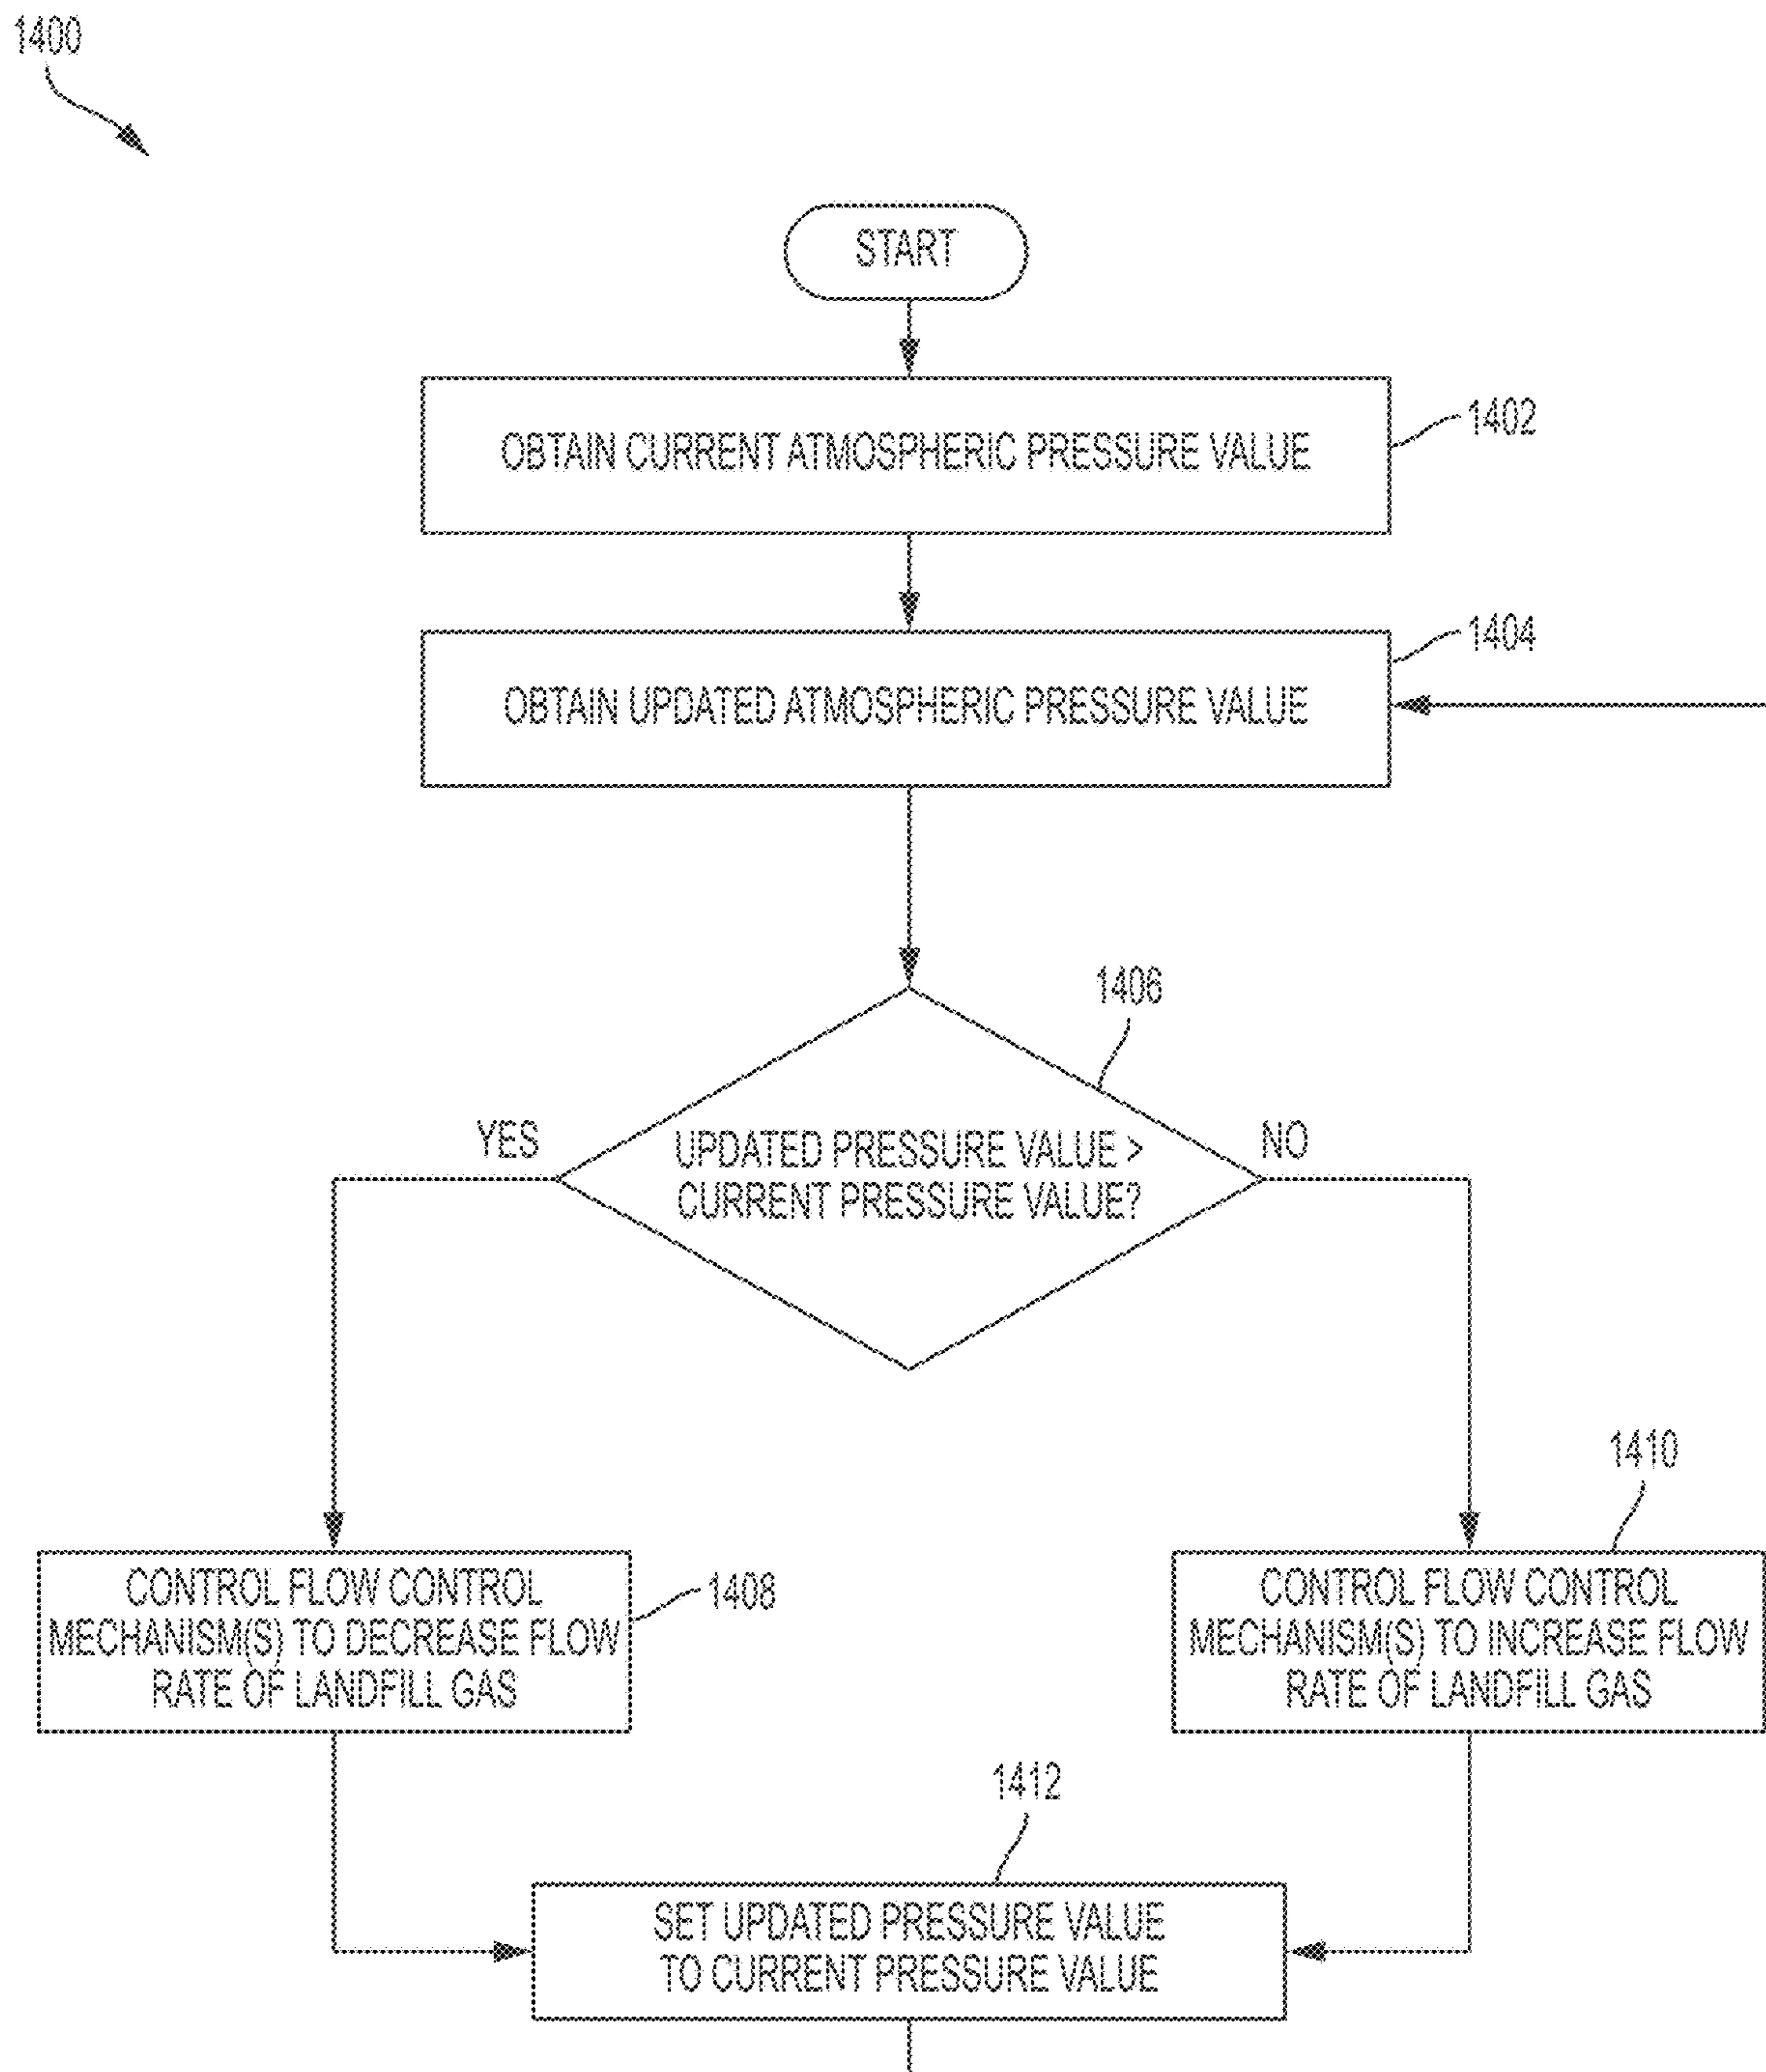 1400
START
OBTAIN CURRENT ATMOSPHERIC PRESSURE VALUE
1402
OBTAIN UPDATED ATMOSPHERIC PRESSURE VALUE
1404
1406
YES
UPDATED PRESSURE VALUE >
CURRENT PRESSURE VALUE?
NO
CONTROL FLOW CONTROL
MECHANISM(S) TO DECREASE FLOW
RATE OF LANDFILL GAS
1408
1410
CONTROL FLOW CONTROL
MECHANISM(S) TO INCREASE FLOW
RATE OF LANDFILL GAS
1412
SET UPDATED PRESSURE VALUE
TO CURRENT PRESSURE VALUE